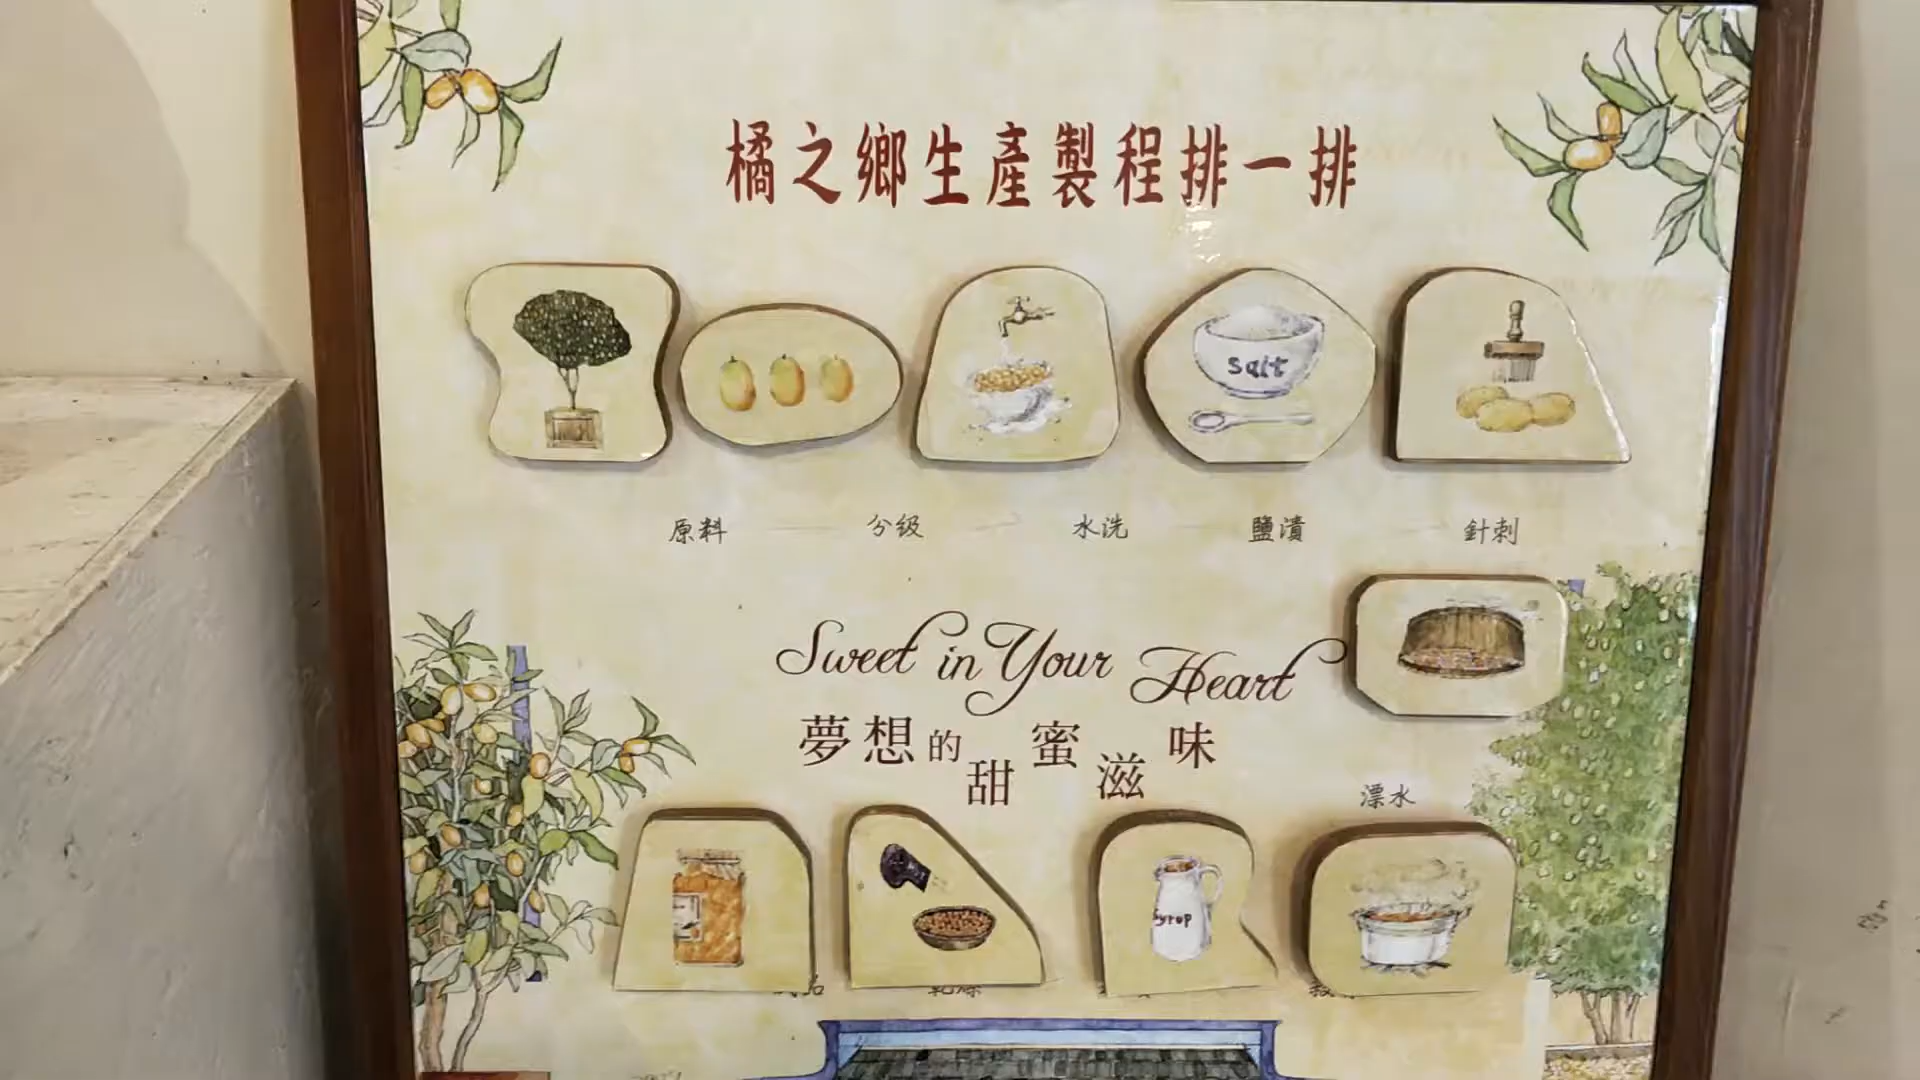 橘之鄉生產製程排一排
salt
原料 分級 水洗 鹽漬 針刺
Sweet in Your Heart
夢想的甜蜜滋味
漂水
syrup